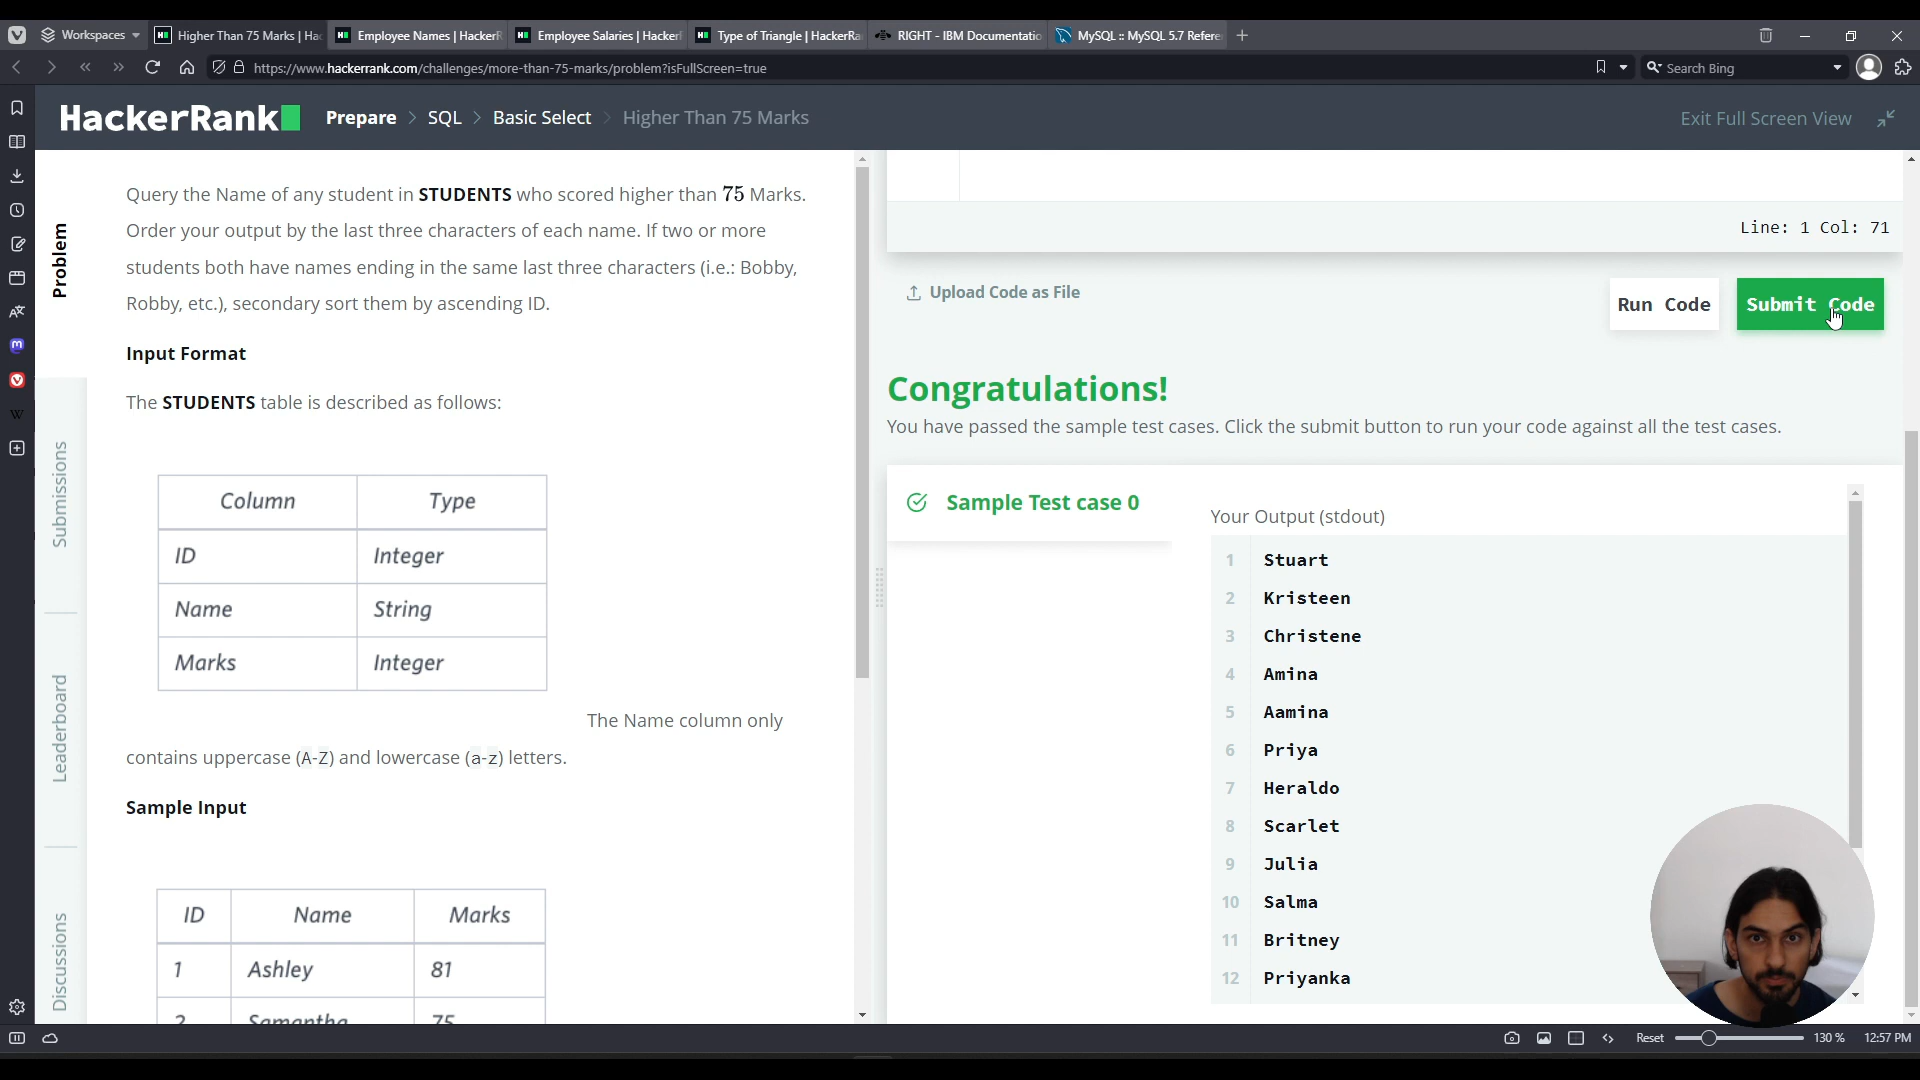 Workspaces
Higher Than 75 Marks | Ha
Employee Names | HackerR
Employee Salaries | Hacker
Type of Triangle | HackerRa
RIGHT - IBM Documentatio
MySQL :: MySQL 5.7 Refere
https://www.hackerrank.com/challenges/more-than-75-marks/problem?isFullScreen=true
Search Bing
HackerRank
Prepare > SQL > Basic Select > Higher Than 75 Marks
Exit Full Screen View
Problem
Submissions
Leaderboard
Discussions
Query the Name of any student in STUDENTS who scored higher than 75 Marks.
Order your output by the last three characters of each name. If two or more
students both have names ending in the same last three characters (i.e.: Bobby,
Robby, etc.), secondary sort them by ascending ID.
Input Format
The STUDENTS table is described as follows:
Column Type
ID Integer
Name String
Marks Integer
The Name column only
contains uppercase (A-Z) and lowercase (a-z) letters.
Sample Input
ID Name Marks
1 Ashley 81
2 Samantha 75
Line: 1 Col: 71
Upload Code as File
Run Code
Submit Code
Congratulations!
You have passed the sample test cases. Click the submit button to run your code against all the test cases.
Sample Test case 0
Your Output (stdout)
1 Stuart
2 Kristeen
3 Christene
4 Amina
5 Aamina
6 Priya
7 Heraldo
8 Scarlet
9 Julia
10 Salma
11 Britney
12 Priyanka
Reset
130 %
12:57 PM